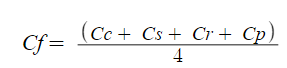 Cf = (Cc + Cs + Cr + Cp) / 4